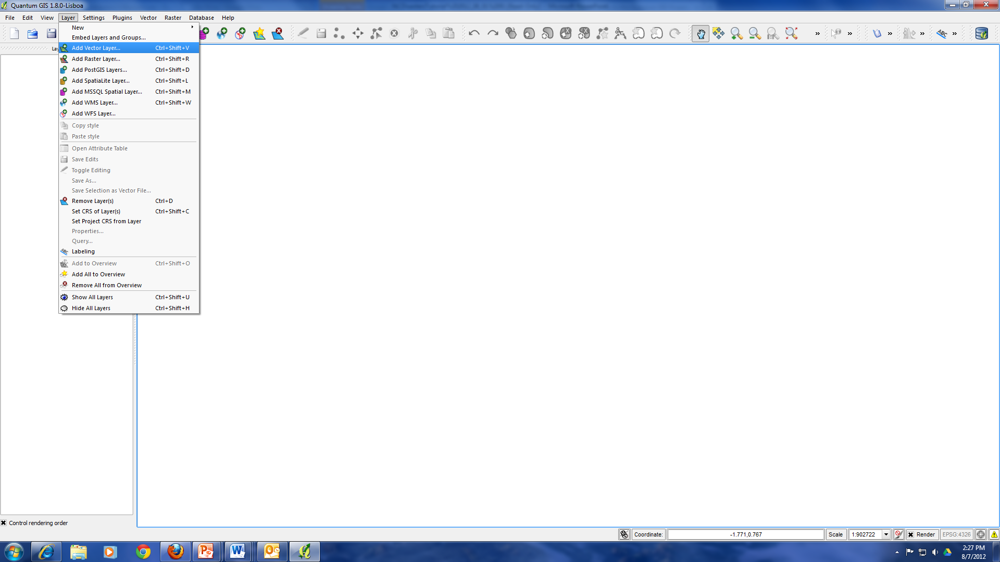 Quantum GIS 1.8.0-Lisboa
File Edit View Layer Settings Plugins Vector Raster Database Help
New
Embed Layers and Groups...
Add Vector Layer... Ctrl+Shift+V
Add Raster Layer... Ctrl+Shift+R
Add PostGIS Layers... Ctrl+Shift+D
Add SpatiaLite Layer... Ctrl+Shift+L
Add MSSQL Spatial Layer... Ctrl+Shift+M
Add WMS Layer... Ctrl+Shift+W
Add WFS Layer...
Copy style
Paste style
Open Attribute Table
Save Edits
Toggle Editing
Save As...
Save Selection as Vector File...
Remove Layer(s) Ctrl+D
Set CRS of Layer(s) Ctrl+Shift+C
Set Project CRS from Layer
Properties...
Query...
Labeling
Add to Overview Ctrl+Shift+O
Add All to Overview
Remove All from Overview
Show All Layers Ctrl+Shift+U
Hide All Layers Ctrl+Shift+H
Control rendering order
Coordinate: -1.771,0.767 Scale 1:902722 Render EPSG:4326
2:27 PM
8/7/2012